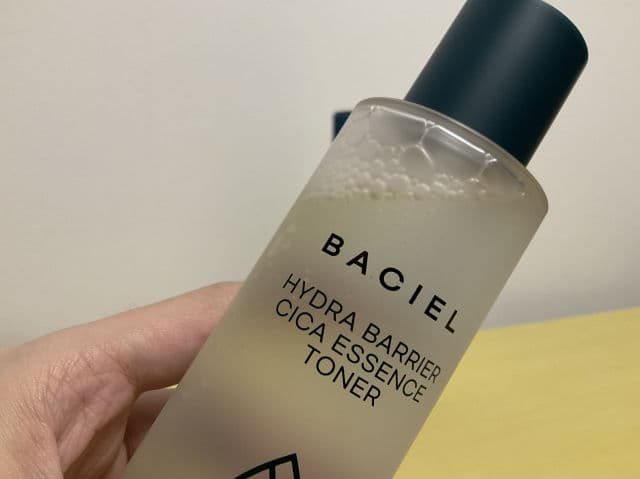 BACIEL
HYDRA BARRIER
CICA ESSENCE
TONER